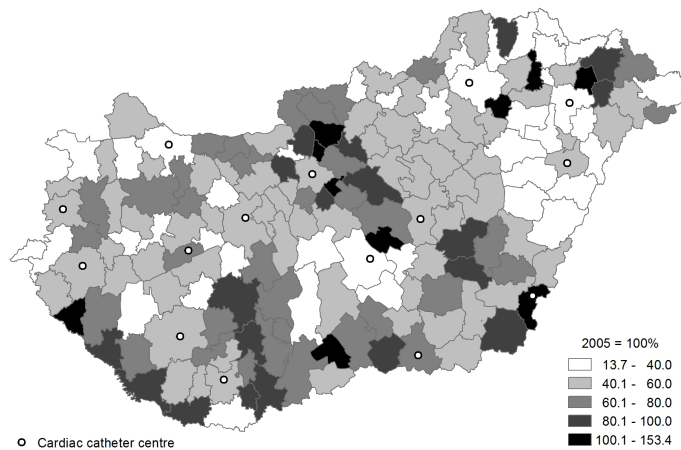 2005 = 100%
13.7 - 40.0
40.1 - 60.0
60.1 - 80.0
80.1 - 100.0
100.1 - 153.4
Cardiac catheter centre